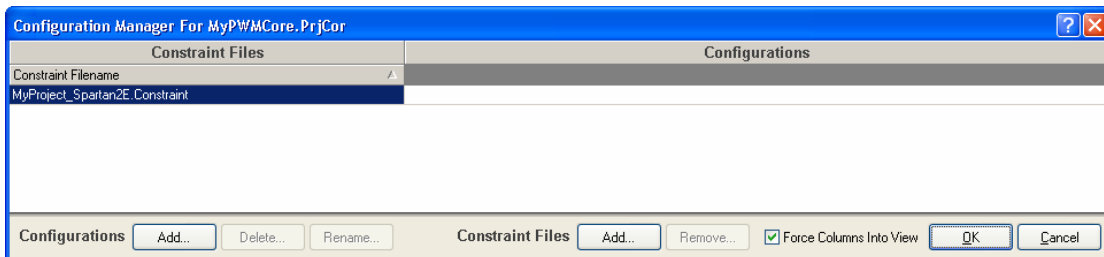 Configuration Manager For MyPWMCore.PrjCor
Constraint Files Configurations
Constraint Filename
MyProject_Spartan2E.Constraint
Configurations Add... Delete... Rename... Constraint Files Add... Remove... Force Columns Into View OK Cancel